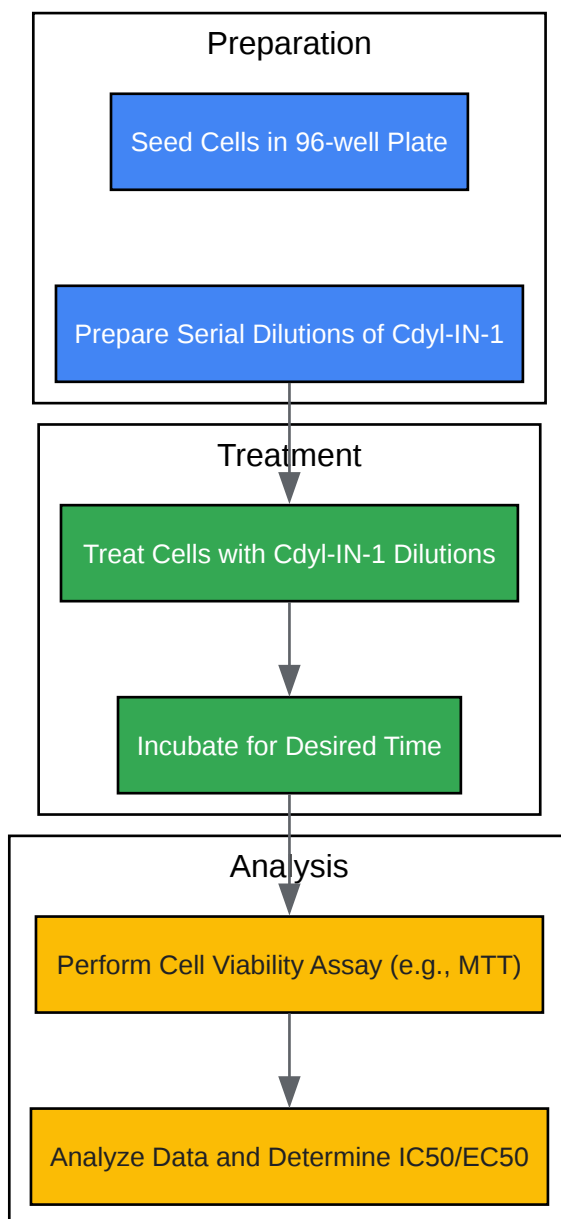 Preparation
Seed Cells in 96-well Plate
Prepare Serial Dilutions of Cdyl-IN-1
Treatment
Treat Cells with Cdyl-IN-1 Dilutions
Incubate for Desired Time
Analysis
Perform Cell Viability Assay (e.g., MTT)
Analyze Data and Determine IC50/EC50